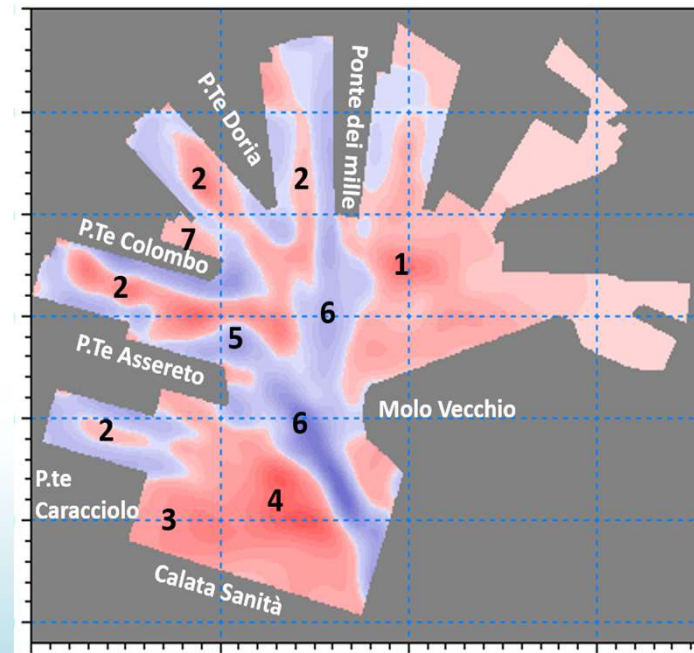 P.Te Doria
Ponte dei mille
2
2
7
P.Te Colombo
1
2
6
5
P.Te Assereto
Molo Vecchio
6
2
P.te
Caracciolo
4
3
Calata Sanità